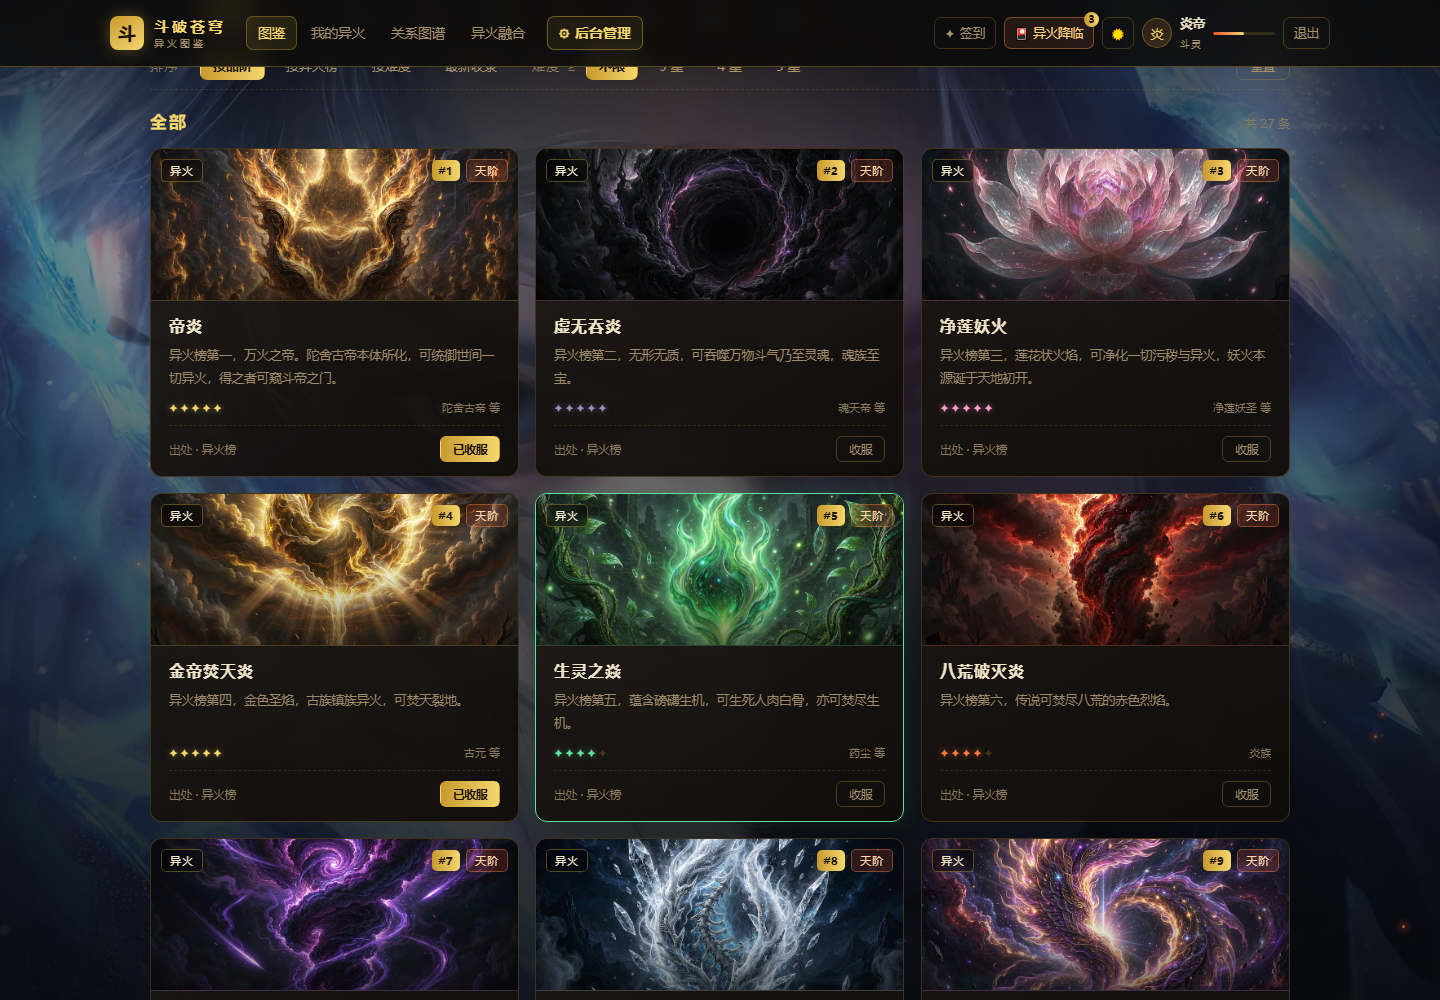 斗 斗破苍穹 图鉴 我的异火 关系图谱 异火融合 后台管理 签到 异火降临 3 炎 炎帝 退出
异火图鉴 斗灵
全部 共 27 条
异火 #1 天阶
帝炎
异火榜第一，万火之帝。陀舍古帝本体所化，可统御世间一
切异火，得之者可窥斗帝之门。
陀舍古帝 等
出处 · 异火榜 已收服
异火 #2 天阶
虚无吞炎
异火榜第二，无形无质，可吞噬万物斗气乃至灵魂，魂族至
宝。
魂天帝 等
出处 · 异火榜 收服
异火 #3 天阶
净莲妖火
异火榜第三，莲花状火焰，可净化一切污秽与异火，妖火本
源诞于天地初开。
净莲妖圣 等
出处 · 异火榜 收服
异火 #4 天阶
金帝焚天炎
异火榜第四，金色圣焰，古族镇族异火，可焚天裂地。
古元 等
出处 · 异火榜 已收服
异火 #5 天阶
生灵之焱
异火榜第五，蕴含磅礴生机，可生死人肉白骨，亦可焚尽生
机。
药尘 等
出处 · 异火榜 收服
异火 #6 天阶
八荒破灭炎
异火榜第六，传说可焚尽八荒的赤色烈焰。
炎族
出处 · 异火榜 收服
异火 #7 天阶
异火 #8 天阶
异火 #9 天阶